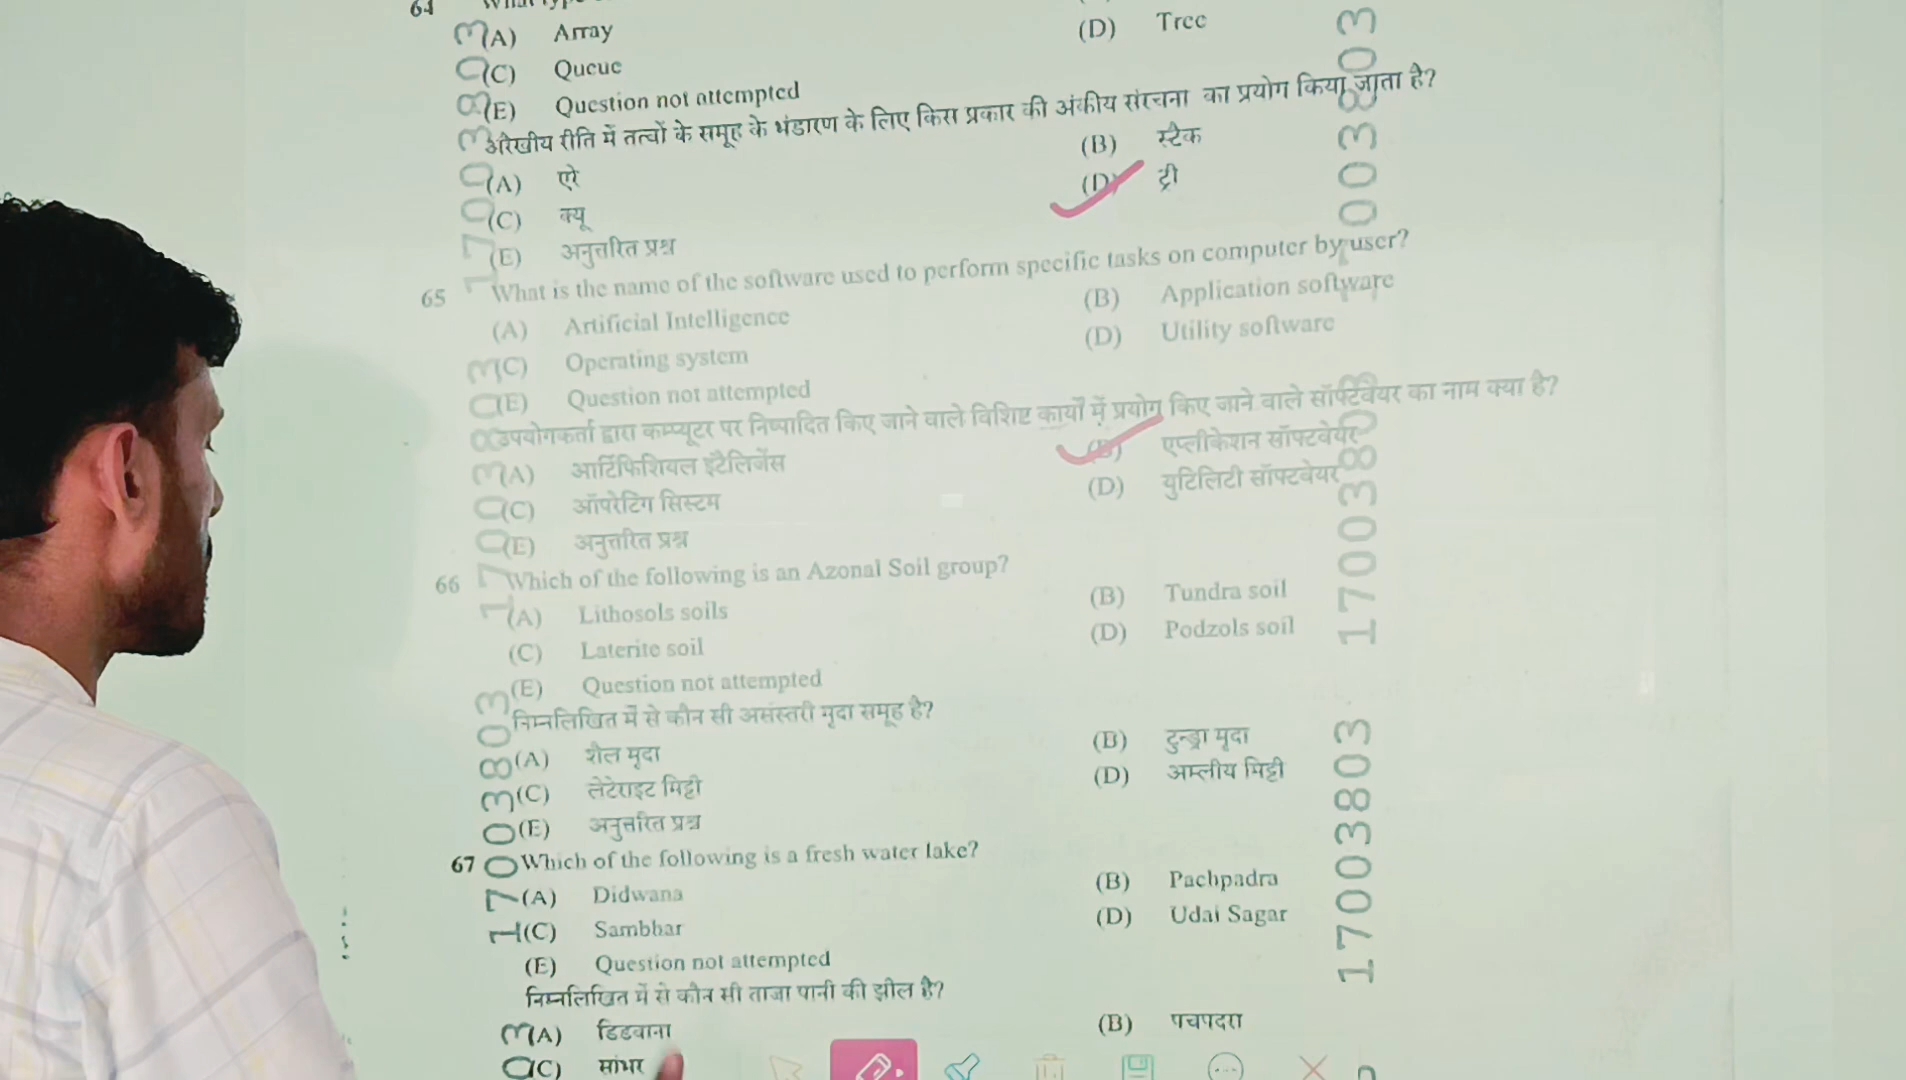 64
(A) Array
(D) Tree
(C) Queue
(E) Question not attempted
अरेखीय रीति में तत्वों के समूह के भंडारण के लिए किस प्रकार की अंकीय संरचना का प्रयोग किया जाता है?
(A) ऐरे (B) स्टैक
(C) क्यू (D) ट्री
(E) अनुत्तरित प्रश्न
65 What is the name of the software used to perform specific tasks on computer by user?
(A) Artificial Intelligence (B) Application software
(C) Operating system (D) Utility software
(E) Question not attempted
उपयोगकर्ता द्वारा कम्प्यूटर पर निष्पादित किए जाने वाले विशिष्ट कार्यों में प्रयोग किए जाने वाले सॉफ्टवेयर का नाम क्या है?
(A) आर्टिफिशियल इंटैलिजेंस (B) एप्लीकेशन सॉफ्टवेयर
(C) ऑपरेटिंग सिस्टम (D) युटिलिटी सॉफ्टवेयर
(E) अनुत्तरित प्रश्न
66 Which of the following is an Azonal Soil group?
(A) Lithosols soils (B) Tundra soil
(C) Laterite soil (D) Podzols soil
(E) Question not attempted
निम्नलिखित में से कौन सी असंस्तरी मृदा समूह है?
(A) शैल मृदा (B) टुन्ड्रा मृदा
(C) लेटेराइट मिट्टी (D) अम्लीय मिट्टी
(E) अनुत्तरित प्रश्न
67 Which of the following is a fresh water lake?
(A) Didwana (B) Pachpadra
(C) Sambhar (D) Udai Sagar
(E) Question not attempted
निम्नलिखित में से कौन सी ताजा पानी की झील है?
(A) डिडवाना (B) पचपदरा
(C) सांभर
17003803
17003803
17003803